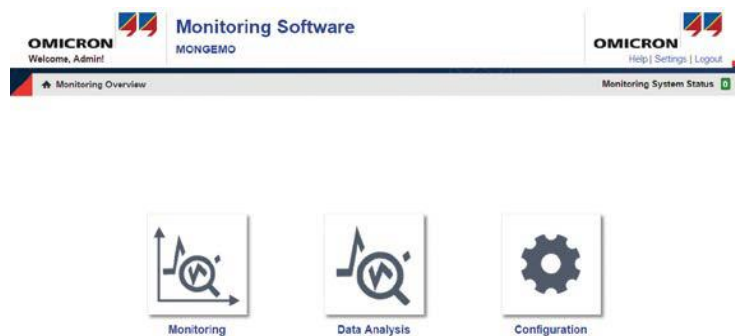 OMICRON
Welcome, Admin!
Monitoring Software
MONGEMO
OMICRON
Help | Settings | Logout
Monitoring Overview
Monitoring System Status 0
Monitoring
Data Analysis
Configuration